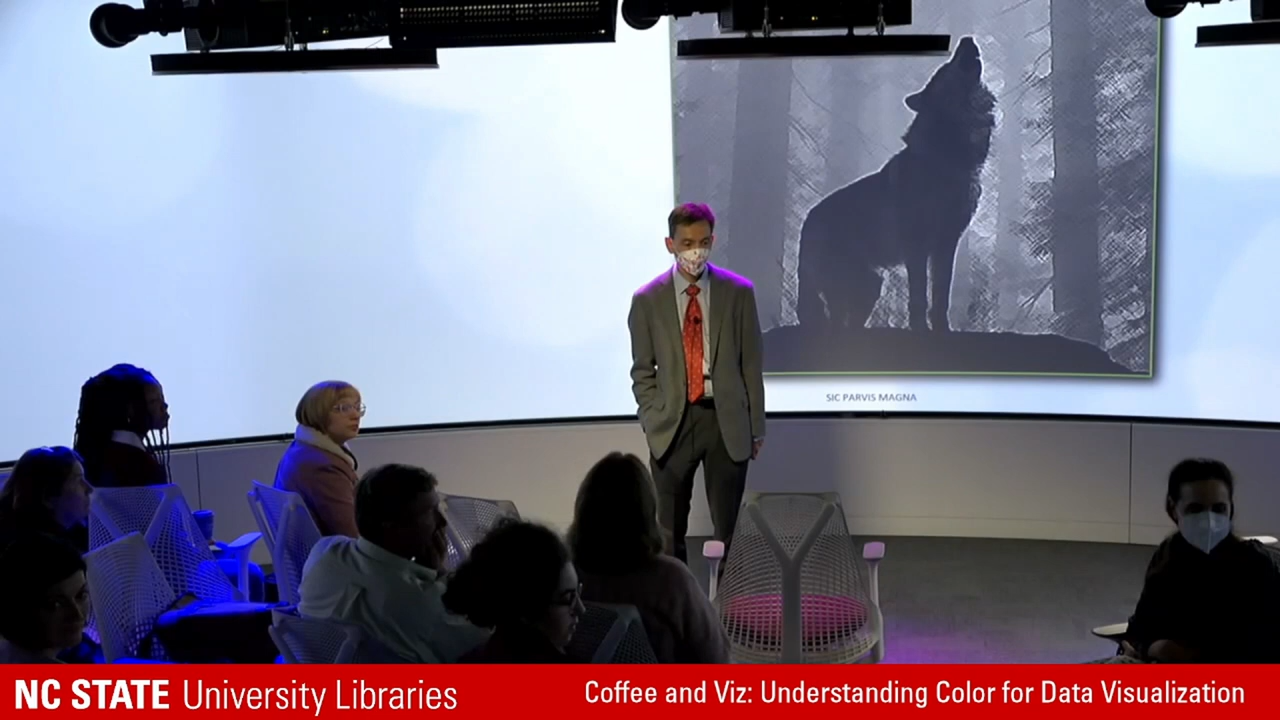 SIC PARVIS MAGNA
NC STATE University Libraries
Coffee and Viz: Understanding Color for Data Visualization